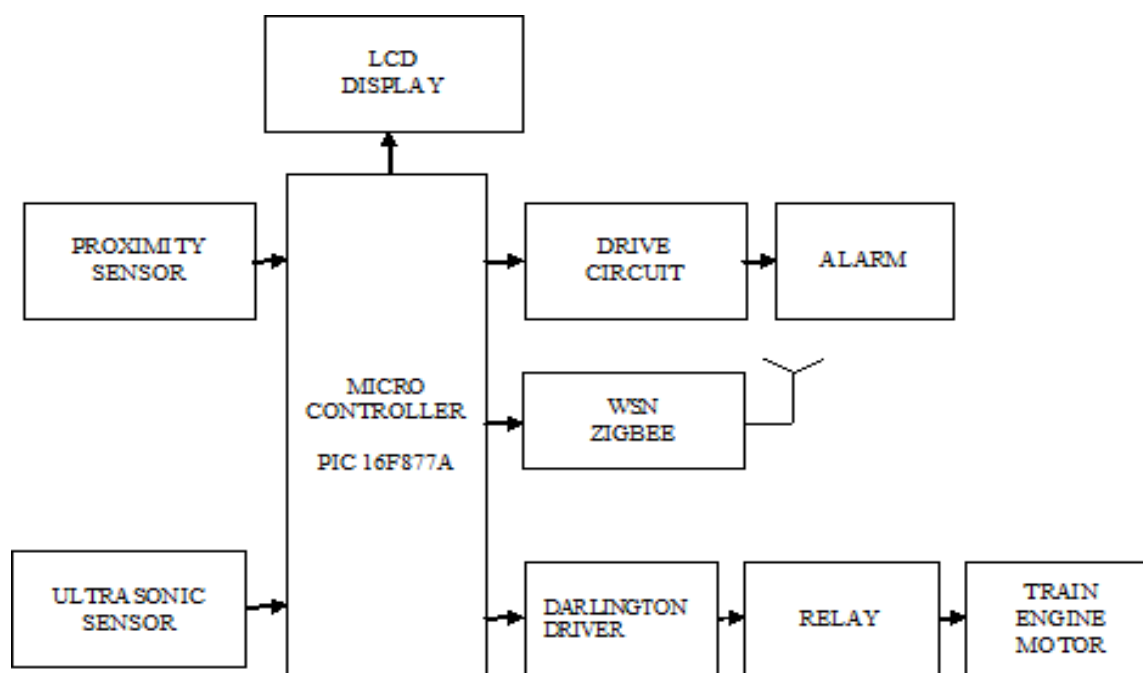 LCD
DISPLAY
PROXIMITY
SENSOR
DRIVE
CIRCUIT
ALARM
MICRO
CONTROLLER
PIC 16F877A
WSN
ZIGBEE
ULTRASONIC
SENSOR
DARLINGTON
DRIVER
RELAY
TRAIN
ENGINE
MOTOR